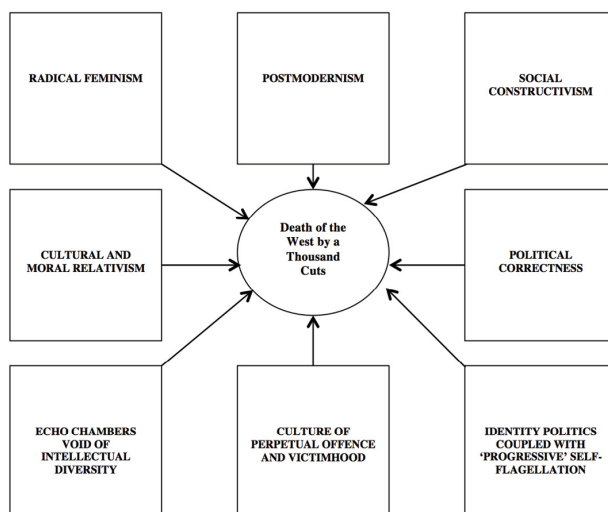 RADICAL FEMINISM
POSTMODERNISM
SOCIAL
CONSTRUCTIVISM
Death of the
West by a
Thousand
Cuts
CULTURAL AND
MORAL RELATIVISM
POLITICAL
CORRECTNESS
ECHO CHAMBERS
VOID OF
INTELLECTUAL
DIVERSITY
CULTURE OF
PERPETUAL OFFENCE
AND VICTIMHOOD
IDENTITY POLITICS
COUPLED WITH
‘PROGRESSIVE’ SELF-
FLAGELLATION